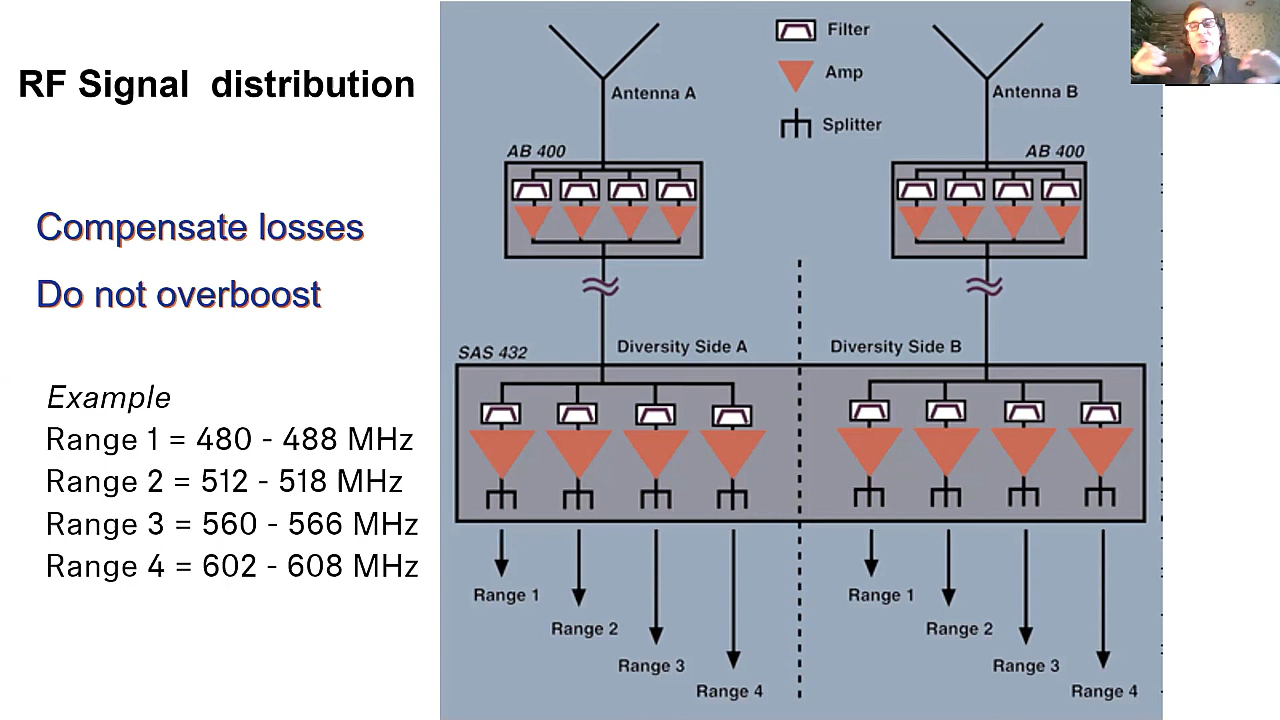 RF Signal distribution
Compensate losses
Do not overboost
Example
Range 1 = 480 - 488 MHz
Range 2 = 512 - 518 MHz
Range 3 = 560 - 566 MHz
Range 4 = 602 - 608 MHz
Filter
Amp
Splitter
Antenna A
Antenna B
AB 400
AB 400
Diversity Side A
Diversity Side B
SAS 432
Range 1
Range 2
Range 3
Range 4
Range 1
Range 2
Range 3
Range 4